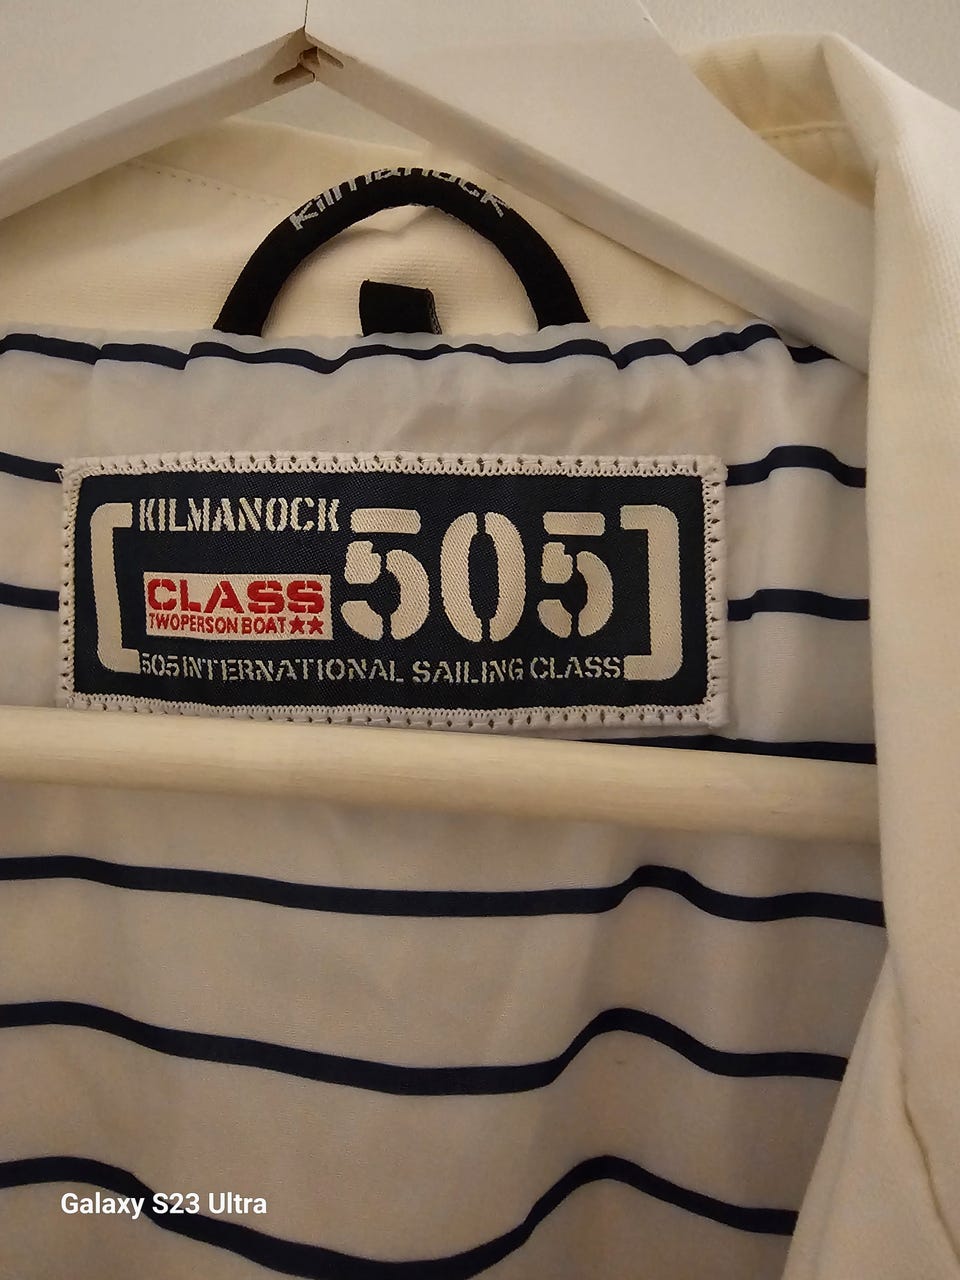 kilmanock
KILMANOCK
505
CLASS
TWOPERSON BOAT★★
505 INTERNATIONAL SAILING CLASS
Galaxy S23 Ultra